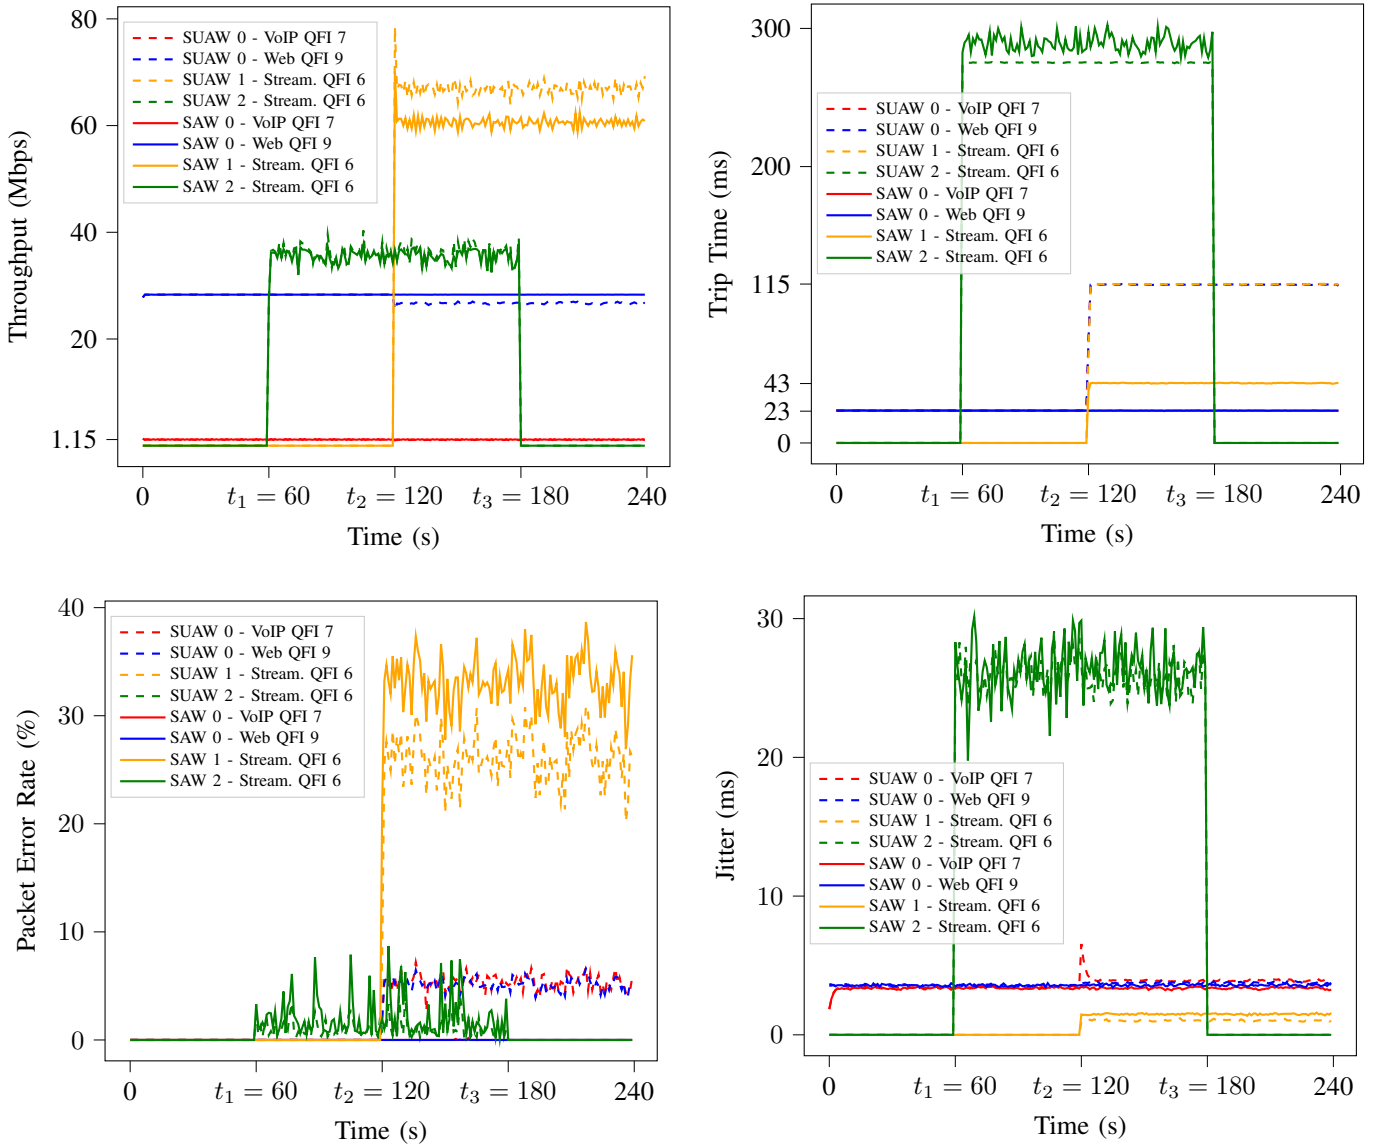 80
60
40
20
1.15
Throughput (Mbps)
SUAW 0 - VoIP QFI 7
SUAW 0 - Web QFI 9
SUAW 1 - Stream. QFI 6
SUAW 2 - Stream. QFI 6
SAW 0 - VoIP QFI 7
SAW 0 - Web QFI 9
SAW 1 - Stream. QFI 6
SAW 2 - Stream. QFI 6
0 t₁ = 60 t₂ = 120 t₃ = 180 240
Time (s)
300
200
115
43
23
0
Trip Time (ms)
SUAW 0 - VoIP QFI 7
SUAW 0 - Web QFI 9
SUAW 1 - Stream. QFI 6
SUAW 2 - Stream. QFI 6
SAW 0 - VoIP QFI 7
SAW 0 - Web QFI 9
SAW 1 - Stream. QFI 6
SAW 2 - Stream. QFI 6
0 t₁ = 60 t₂ = 120 t₃ = 180 240
Time (s)
40
30
20
10
0
Packet Error Rate (%)
SUAW 0 - VoIP QFI 7
SUAW 0 - Web QFI 9
SUAW 1 - Stream. QFI 6
SUAW 2 - Stream. QFI 6
SAW 0 - VoIP QFI 7
SAW 0 - Web QFI 9
SAW 1 - Stream. QFI 6
SAW 2 - Stream. QFI 6
0 t₁ = 60 t₂ = 120 t₃ = 180 240
Time (s)
30
20
10
0
Jitter (ms)
SUAW 0 - VoIP QFI 7
SUAW 0 - Web QFI 9
SUAW 1 - Stream. QFI 6
SUAW 2 - Stream. QFI 6
SAW 0 - VoIP QFI 7
SAW 0 - Web QFI 9
SAW 1 - Stream. QFI 6
SAW 2 - Stream. QFI 6
0 t₁ = 60 t₂ = 120 t₃ = 180 240
Time (s)